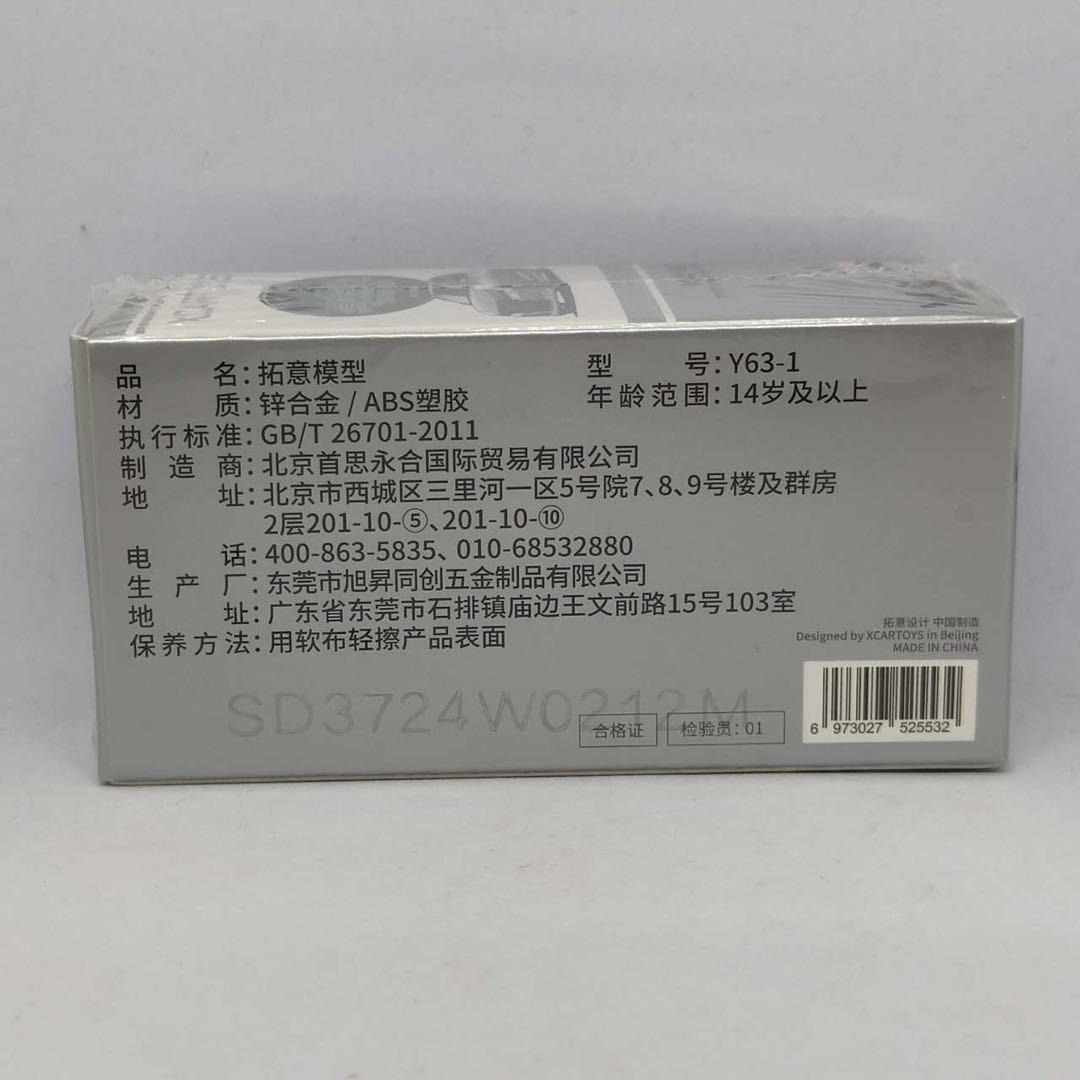 品名：拓意模型 型号：Y63-1
材质：锌合金 / ABS塑胶 年龄范围：14岁及以上
执行标准：GB/T 26701-2011
制造商：北京首思永合国际贸易有限公司
地址：北京市西城区三里河一区5号院7、8、9号楼及群房
2层201-10-⑤、201-10-⑩
电话：400-863-5835、010-68532880
生产厂：东莞市旭昇同创五金制品有限公司
地址：广东省东莞市石排镇庙边王文前路15号103室
保养方法：用软布轻擦产品表面
拓意设计 中国制造
Designed by XCARTOYS in Beijing
MADE IN CHINA
SD3724W0212M
合格证 检验员：01
6 973027 525532